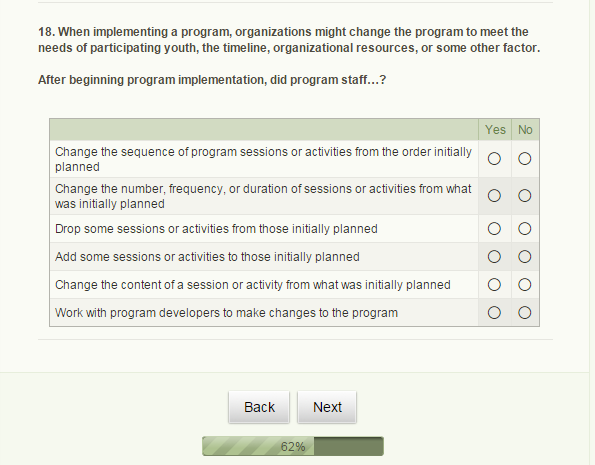 18. When implementing a program, organizations might change the program to meet the
needs of participating youth, the timeline, organizational resources, or some other factor.
After beginning program implementation, did program staff...?
Yes No
Change the sequence of program sessions or activities from the order initially
planned
Change the number, frequency, or duration of sessions or activities from what
was initially planned
Drop some sessions or activities from those initially planned
Add some sessions or activities to those initially planned
Change the content of a session or activity from what was initially planned
Work with program developers to make changes to the program
Back Next
62%